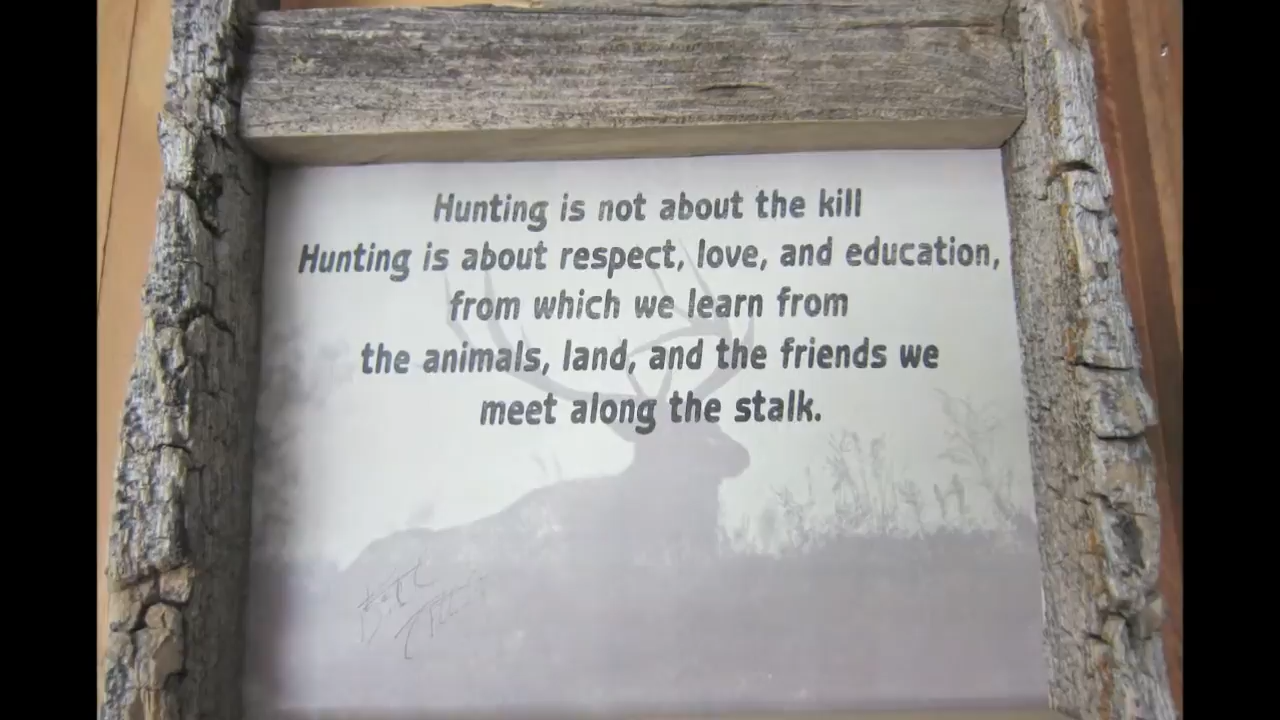 Hunting is not about the kill
Hunting is about respect, love, and education,
from which we learn from
the animals, land, and the friends we
meet along the stalk.